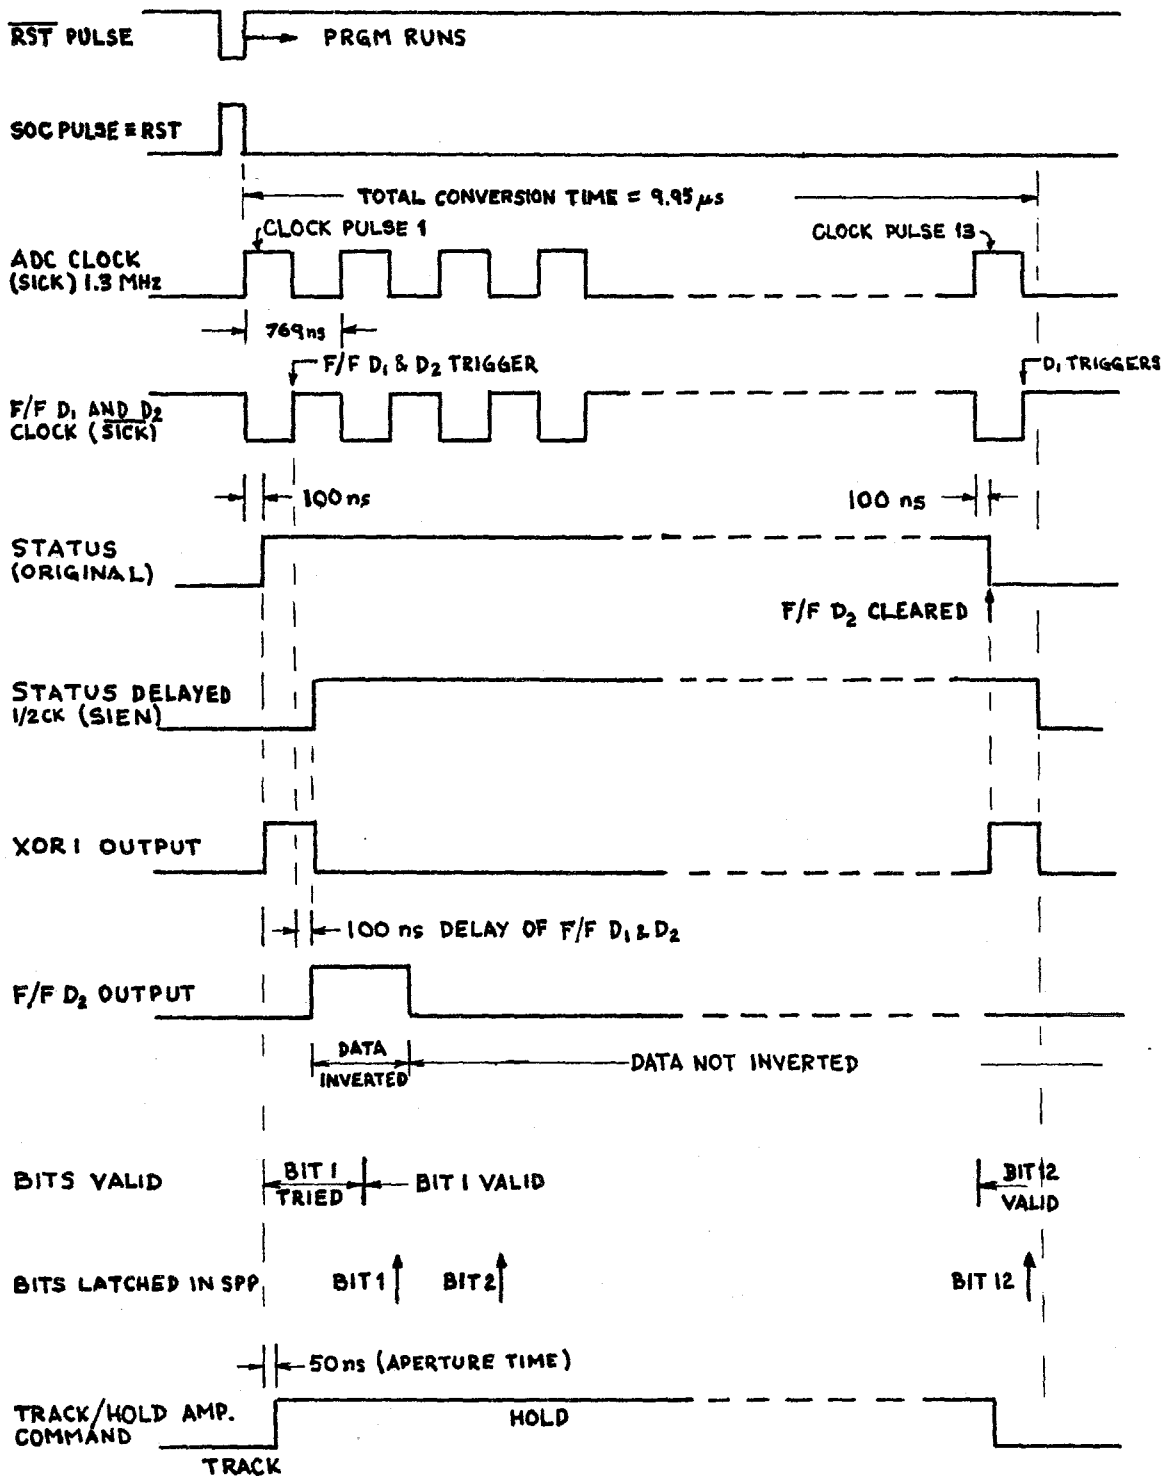 RST PULSE
PRGM RUNS
SOC PULSE ≡ RST
TOTAL CONVERSION TIME = 9.95 μs
CLOCK PULSE 1
CLOCK PULSE 13
ADC CLOCK
(SICK) 1.3 MHz
769 ns
F/F D₁ & D₂ TRIGGER
D₁ TRIGGERS
F/F D₁ AND D₂
CLOCK (SICK)
100 ns
100 ns
STATUS
(ORIGINAL)
F/F D₂ CLEARED
STATUS DELAYED
1/2CK (SIEN)
XOR 1 OUTPUT
100 ns DELAY OF F/F D₁ & D₂
F/F D₂ OUTPUT
DATA
INVERTED
DATA NOT INVERTED
BITS VALID
BIT 1
TRIED
BIT 1 VALID
BIT 12
VALID
BITS LATCHED IN SPP
BIT 1
BIT 2
BIT 12
50 ns (APERTURE TIME)
TRACK/HOLD AMP.
COMMAND
HOLD
TRACK